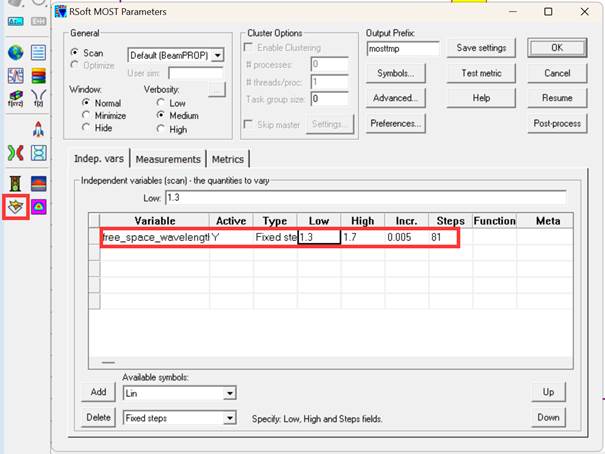 RSoft MOST Parameters
General
Scan
Optimize
Default (BeamPROP)
User sim:
Window:
Normal
Minimize
Hide
Verbosity:
...
Low
Medium
High
Cluster Options
Enable Clustering
# processes: 0
# threads/proc: 1
Task group size: 0
Skip master
Settings...
Output Prefix:
mosttmp
Symbols...
Advanced...
Preferences...
Save settings
Test metric
Help
OK
Cancel
Resume
Post-process
Indep. vars
Measurements
Metrics
Independent variables (scan) - the quantities to vary
Low: 1.3
Variable Active Type Low High Incr. Steps Function Meta
free_space_wavelengtl Y Fixed ste 1.3 1.7 0.005 81
Available symbols:
Add
Lin
Up
Delete
Fixed steps
Specify: Low, High and Steps fields.
Down